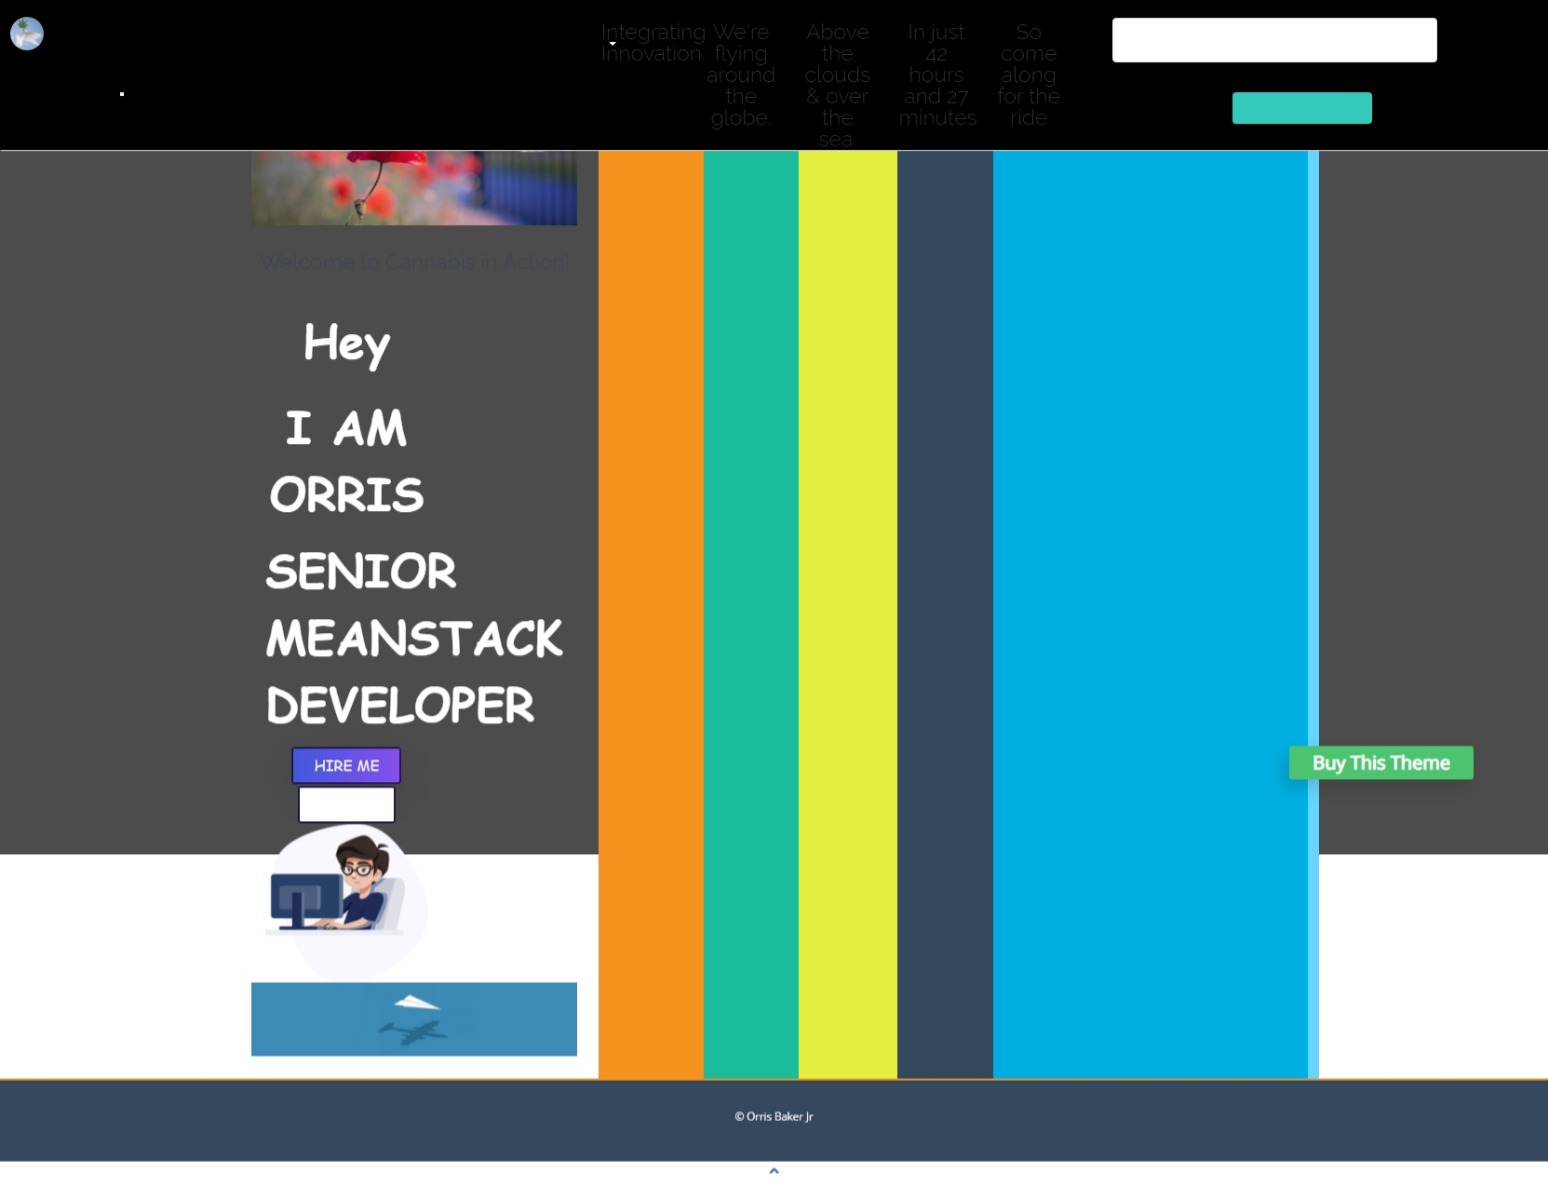 Integrating
Innovation.
We're
flying
around
the
globe.
Above
the
clouds
& over
the
sea.
In just
42
hours
and 27
minutes
So
come
along
for the
ride
Welcome to Cannabis in Action!
Hey
I AM
ORRIS
SENIOR
MEANSTACK
DEVELOPER
HIRE ME
Buy This Theme
© Orris Baker Jr